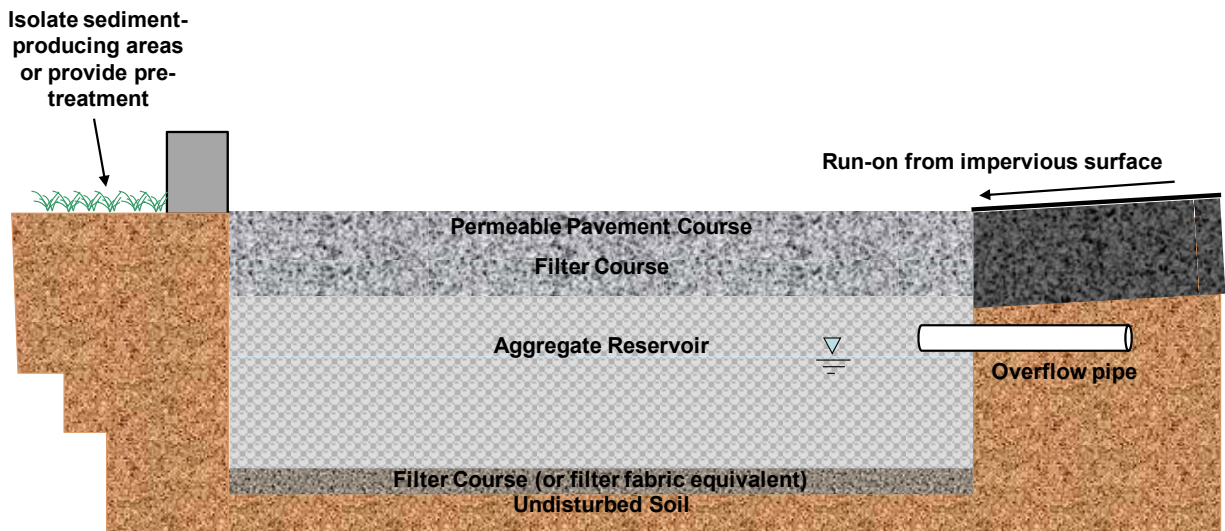 Isolate sediment-
producing areas
or provide pre-
treatment
Run-on from impervious surface
Permeable Pavement Course
Filter Course
Aggregate Reservoir
Overflow pipe
Filter Course (or filter fabric equivalent)
Undisturbed Soil